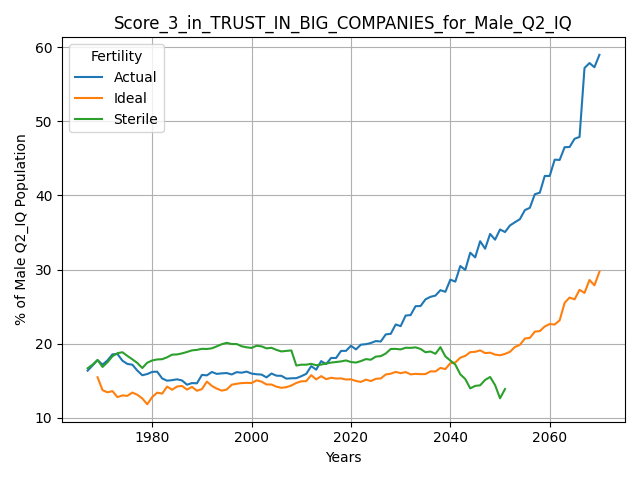 Score_3_in_TRUST_IN_BIG_COMPANIES_for_Male_Q2_IQ
Fertility
Actual
Ideal
Sterile
% of Male Q2_IQ Population
60
50
40
30
20
10
1980
2000
2020
2040
2060
Years